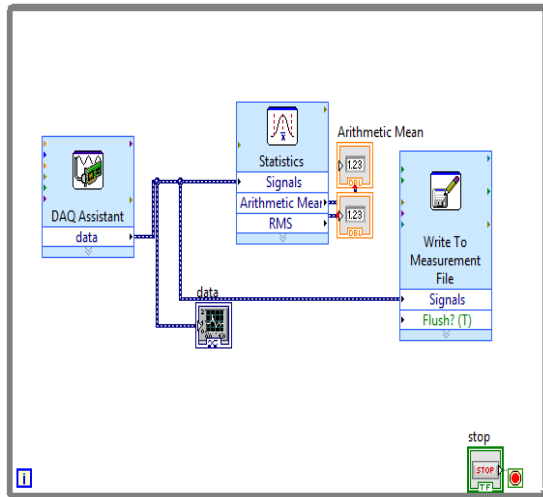 DAQ Assistant
data
Statistics
Signals
Arithmetic Mean
RMS
Arithmetic Mean
1.23
DBL
1.23
DBL
data
Write To
Measurement
File
Signals
Flush? (T)
stop
STOP
TF
i